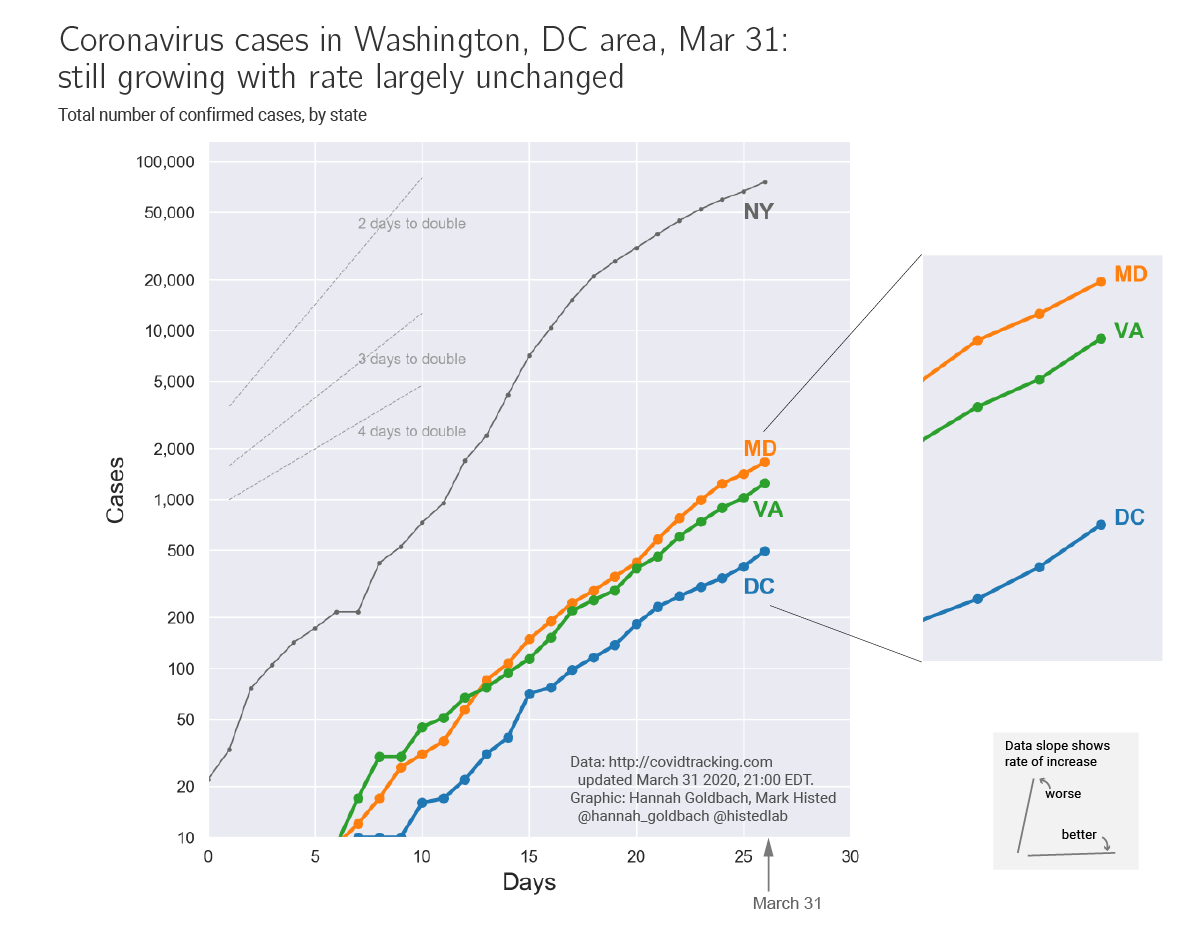 Coronavirus cases in Washington, DC area, Mar 31:
still growing with rate largely unchanged
Total number of confirmed cases, by state
100,000
50,000
20,000
10,000
5,000
2,000
1,000
500
200
100
50
20
10
Cases
2 days to double
3 days to double
4 days to double
NY
MD
VA
DC
Data: http://covidtracking.com
updated March 31 2020, 21:00 EDT.
Graphic: Hannah Goldbach, Mark Histed
@hannah_goldbach @histedlab
0 5 10 15 20 25 30
Days
March 31
MD
VA
DC
Data slope shows
rate of increase
worse
better